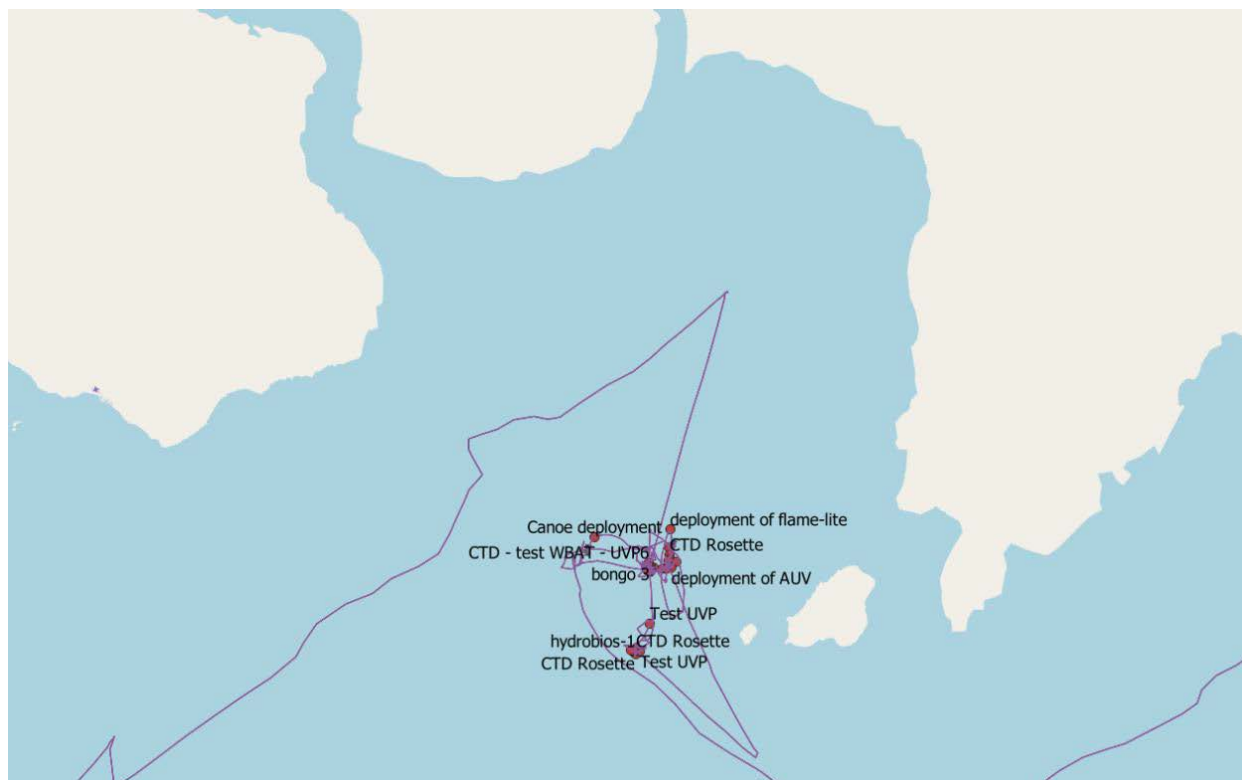 deployment of flame-lite
Canoe deployment
CTD Rosette
CTD - test WBAT - UVP6
bongo 3
deployment of AUV
Test UVP
hydrobios-1CTD Rosette
CTD Rosette Test UVP